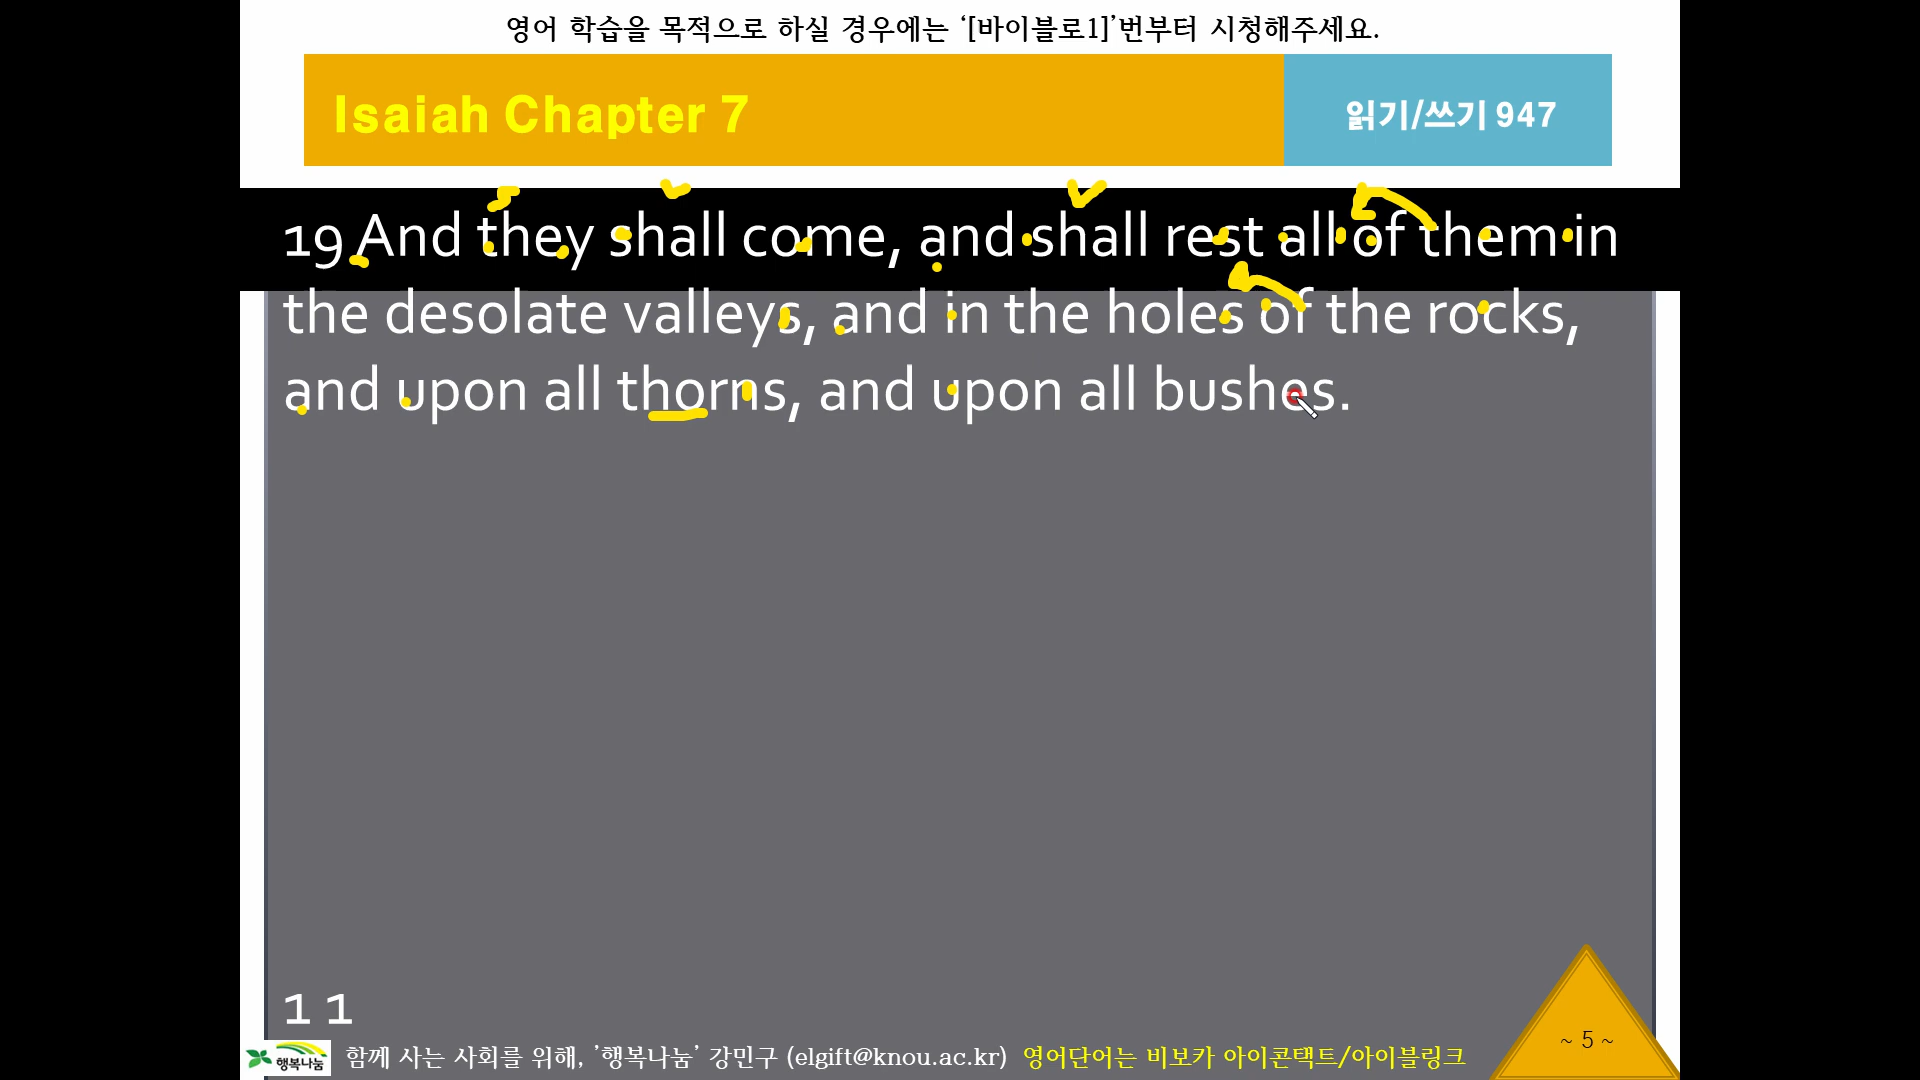 영어 학습을 목적으로 하실 경우에는 ‘[바이블로1]’번부터 시청해주세요.
Isaiah Chapter 7
읽기/쓰기 947
19 And they shall come, and shall rest all of them in
the desolate valleys, and in the holes of the rocks,
and upon all thorns, and upon all bushes.
1 1
~ 5 ~
행복나눔
함께 사는 사회를 위해, ’행복나눔’ 강민구 (elgift@knou.ac.kr) 영어단어는 비보카 아이콘택트/아이블링크